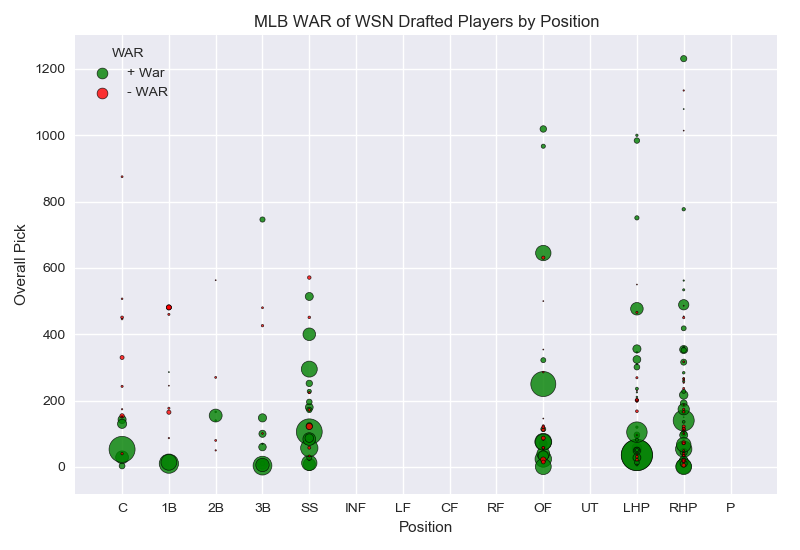 MLB WAR of WSN Drafted Players by Position
WAR
+ War
- WAR
1200
1000
800
600
400
200
0
Overall Pick
C 1B 2B 3B SS INF LF CF RF OF UT LHP RHP P
Position